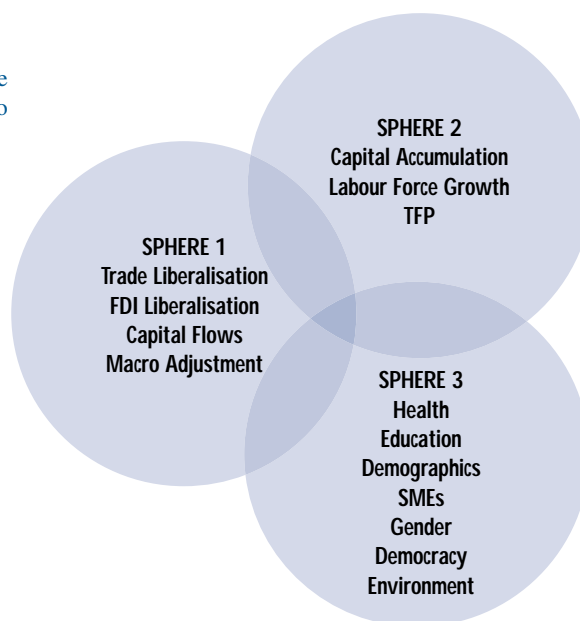 e
o
SPHERE 2
Capital Accumulation
Labour Force Growth
TFP
SPHERE 1
Trade Liberalisation
FDI Liberalisation
Capital Flows
Macro Adjustment
SPHERE 3
Health
Education
Demographics
SMEs
Gender
Democracy
Environment